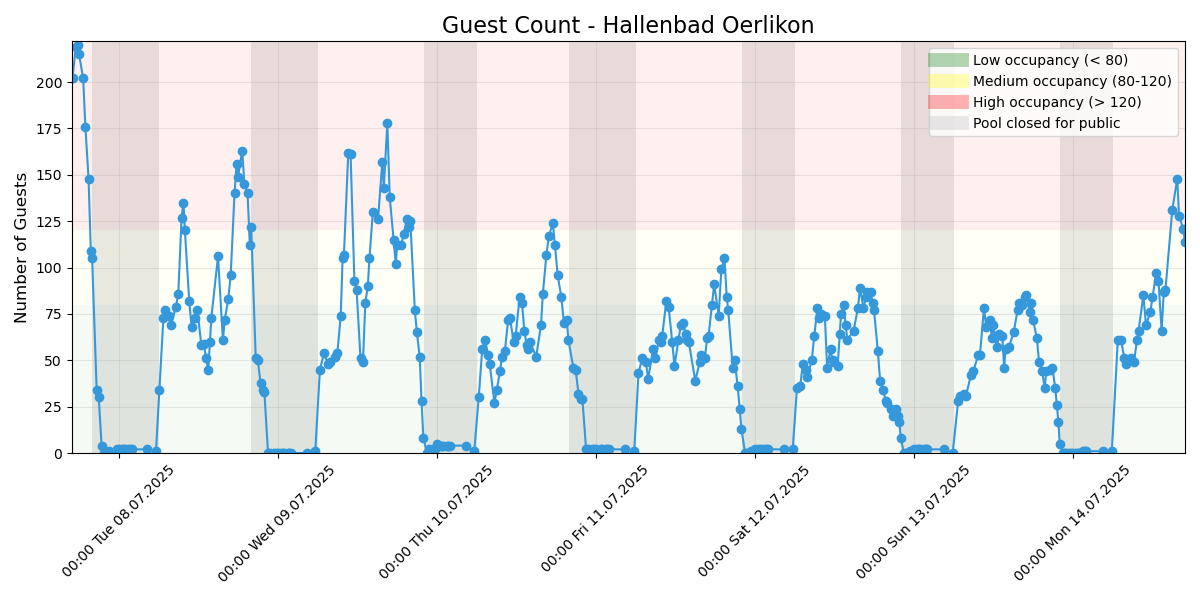 Guest Count - Hallenbad Oerlikon
Low occupancy (< 80)
Medium occupancy (80-120)
High occupancy (> 120)
Pool closed for public
Number of Guests
200
175
150
125
100
75
50
25
0
00:00 Tue 08.07.2025
00:00 Wed 09.07.2025
00:00 Thu 10.07.2025
00:00 Fri 11.07.2025
00:00 Sat 12.07.2025
00:00 Sun 13.07.2025
00:00 Mon 14.07.2025